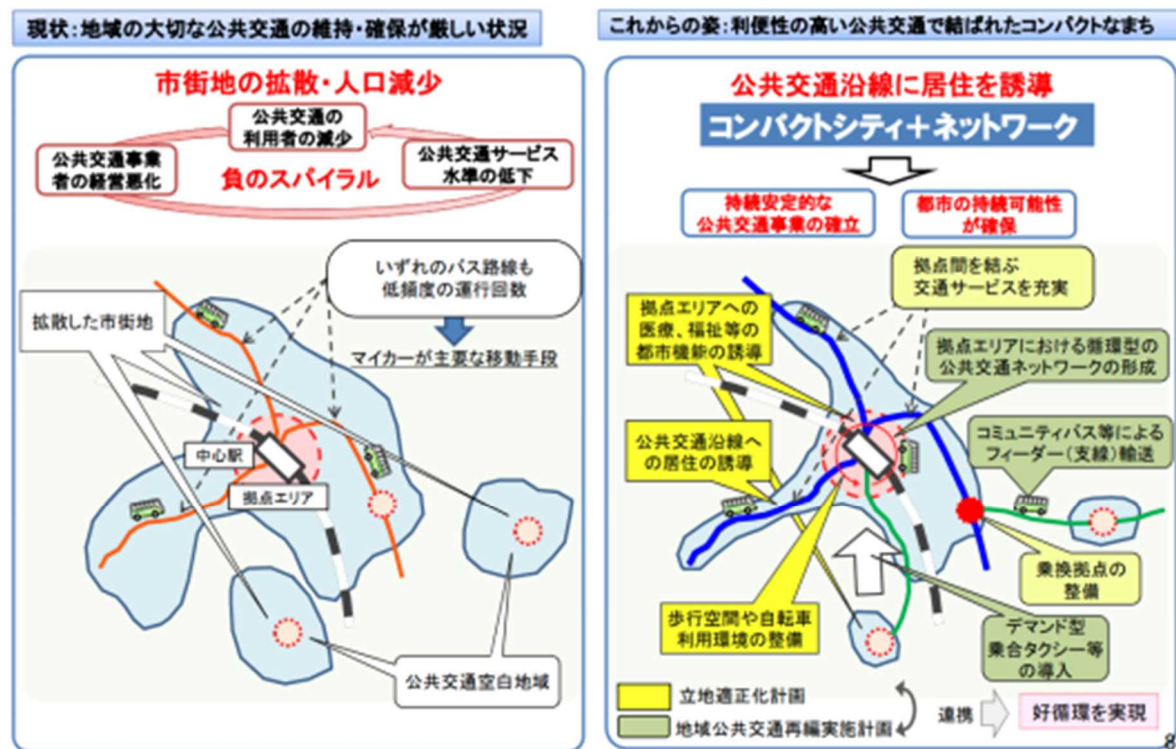 現状：地域の大切な公共交通の維持・確保が厳しい状況
市街地の拡散・人口減少
公共交通の
利用者の減少
公共交通事業
者の経営悪化
負のスパイラル
公共交通サービス
水準の低下
いずれのバス路線も
低頻度の運行回数
拡散した市街地
マイカーが主要な移動手段
中心駅
拠点エリア
公共交通空白地域
これからの姿：利便性の高い公共交通で結ばれたコンパクトなまち
公共交通沿線に居住を誘導
コンパクトシティ＋ネットワーク
持続安定的な
公共交通事業の確立
都市の持続可能性
が確保
拠点間を結ぶ
交通サービスを充実
拠点エリアへの
医療、福祉等の
都市機能の誘導
拠点エリアにおける循環型の
公共交通ネットワークの形成
公共交通沿線へ
の居住の誘導
コミュニティバス等による
フィーダー（支線）輸送
乗換拠点の
整備
歩行空間や自転車
利用環境の整備
デマンド型
乗合タクシー等
の導入
立地適正化計画
地域公共交通再編実施計画
連携
好循環を実現
8